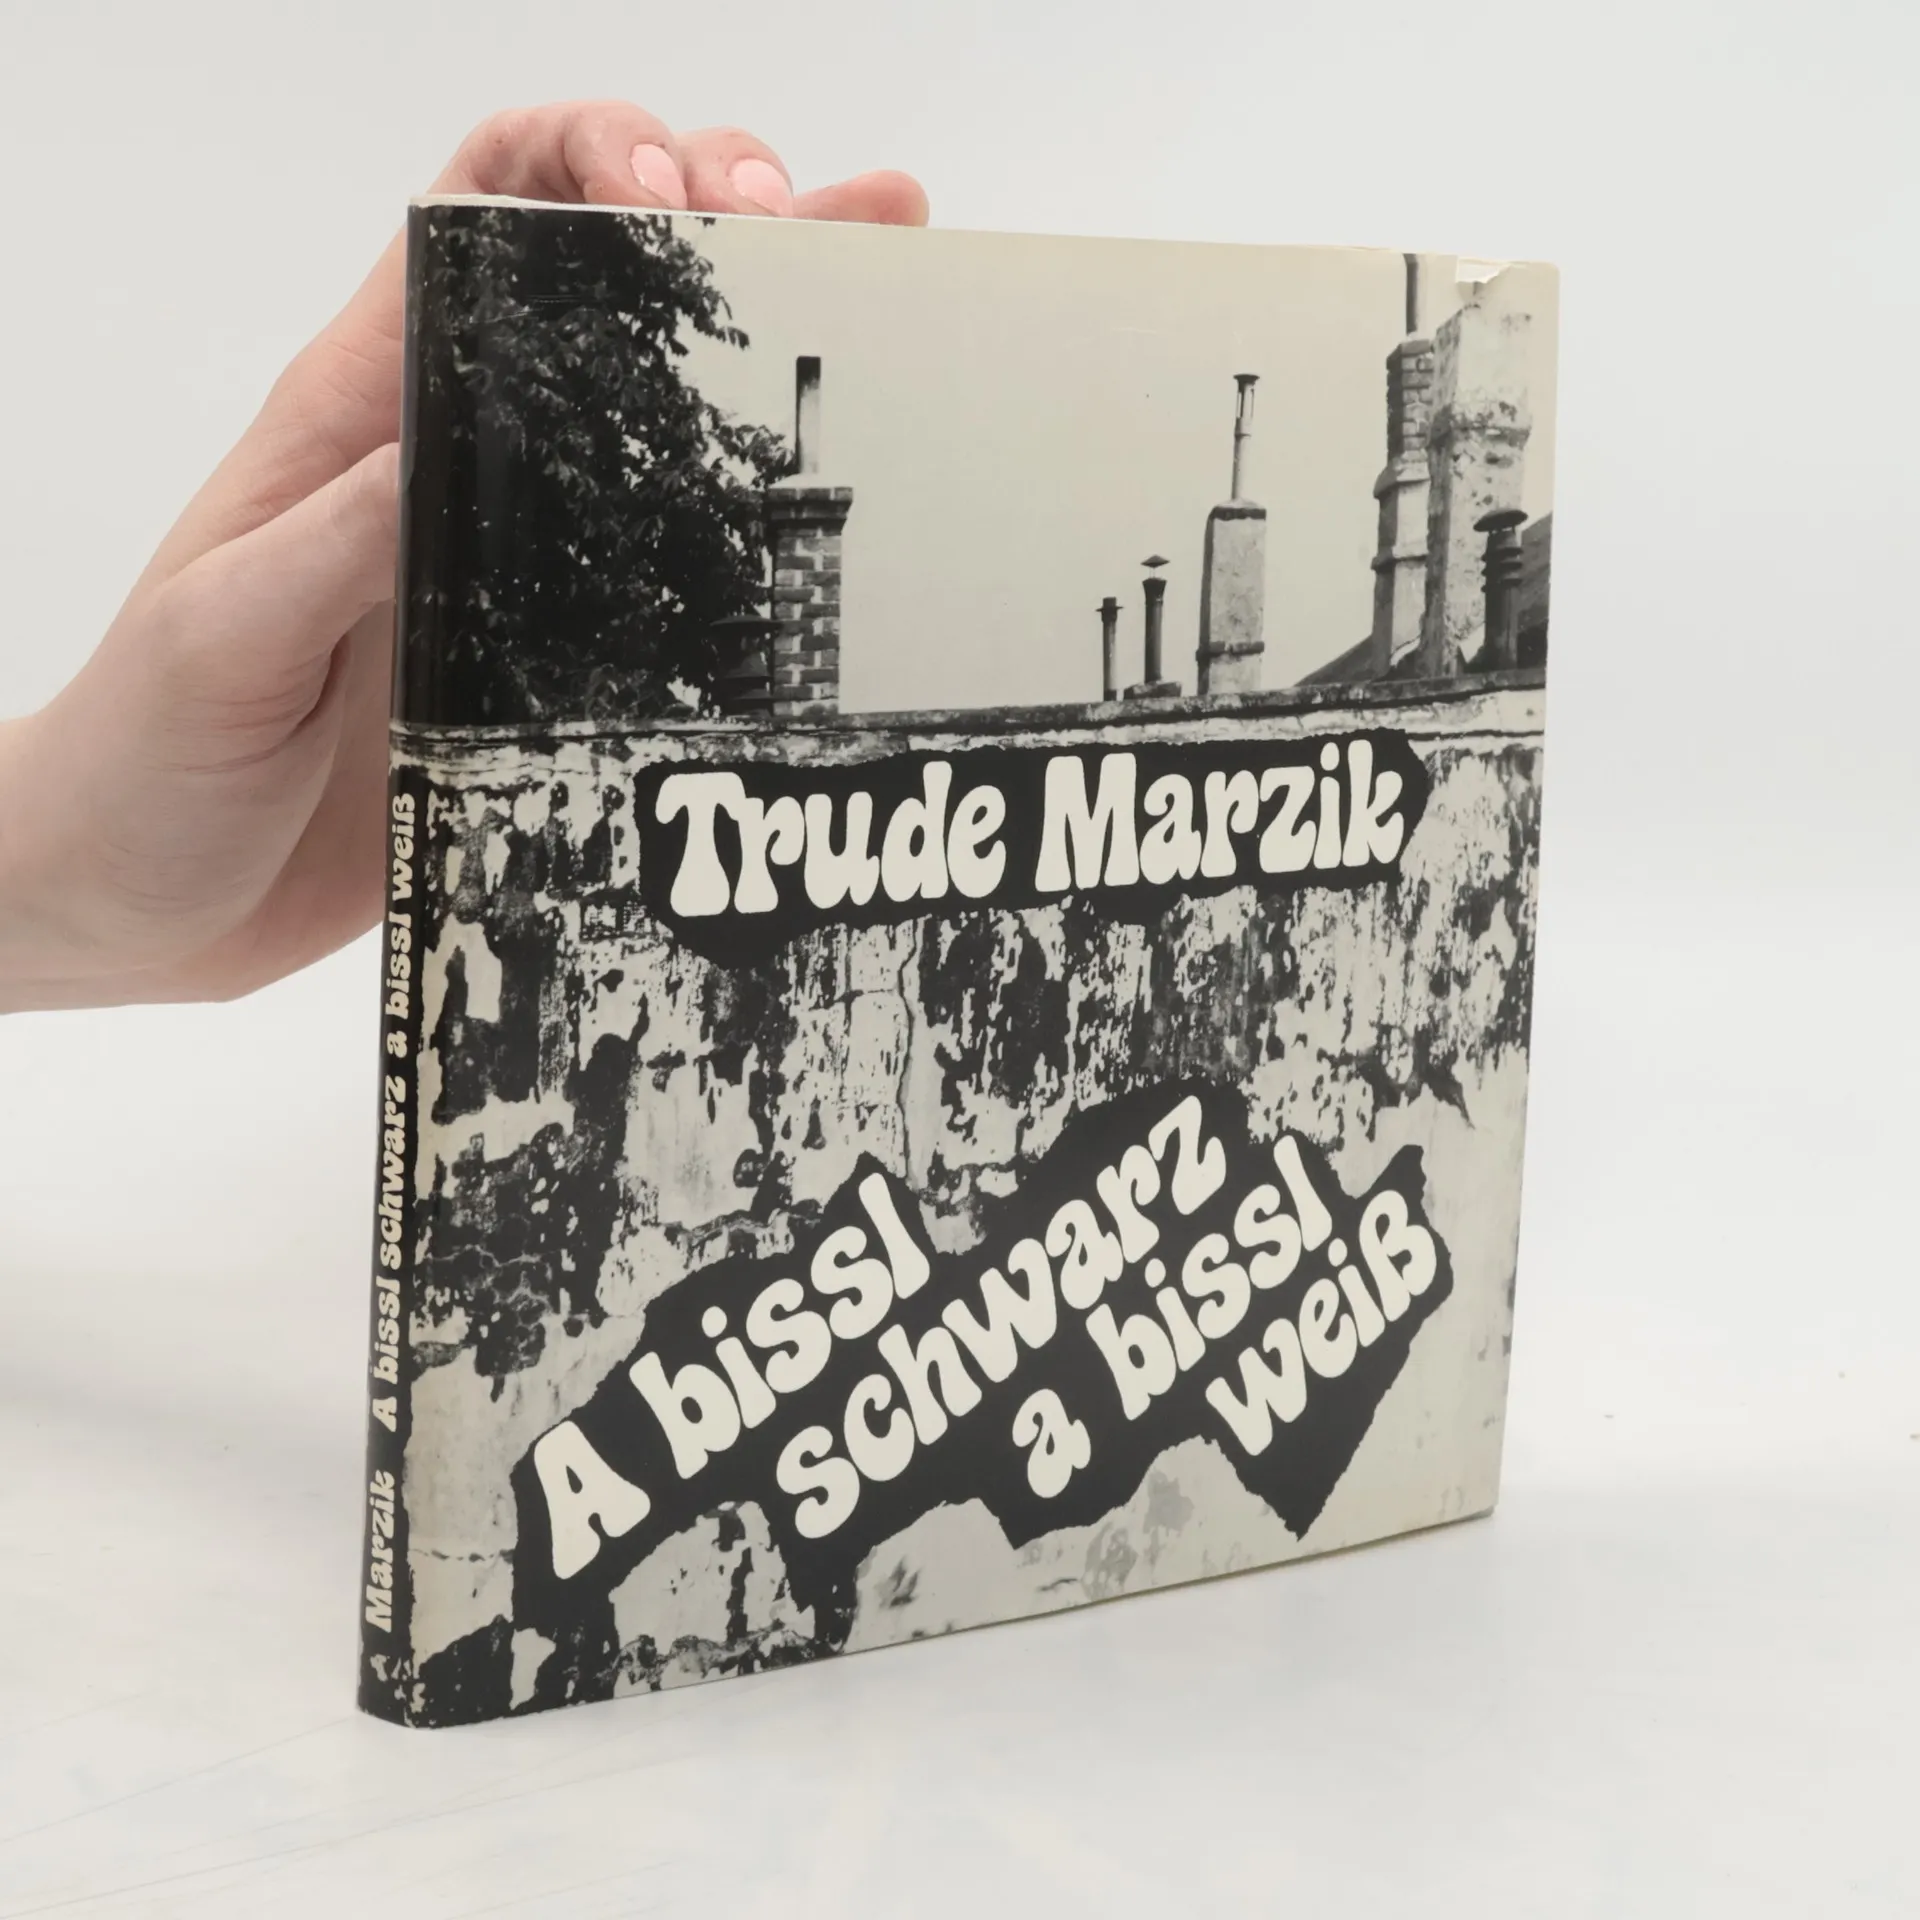 Trude Marzik
A bissl
schwarz
a bissl
weiß
Marzik A bissl schwarz a bissl weiß